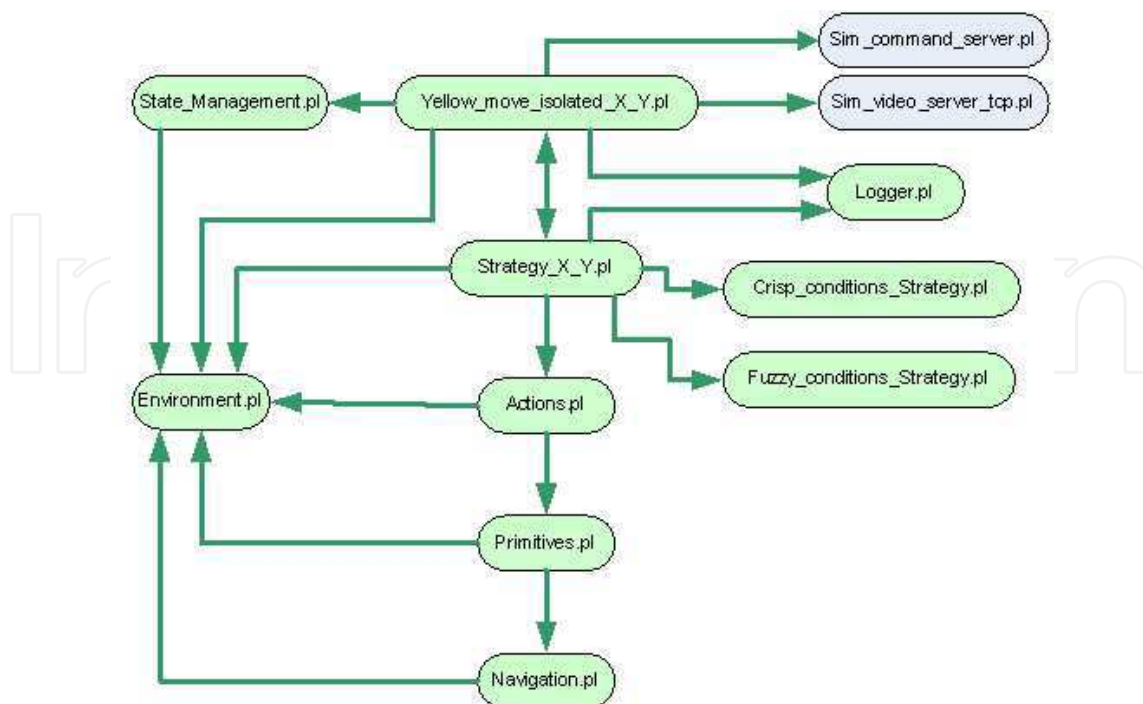 Sim_command_server.pl
State_Management.pl
Yellow_move_isolated_X_Y.pl
Sim_video_server_tcp.pl
Logger.pl
Strategy_X_Y.pl
Crisp_conditions_Strategy.pl
Fuzzy_conditions_Strategy.pl
Environment.pl
Actions.pl
Primitives.pl
Navigation.pl